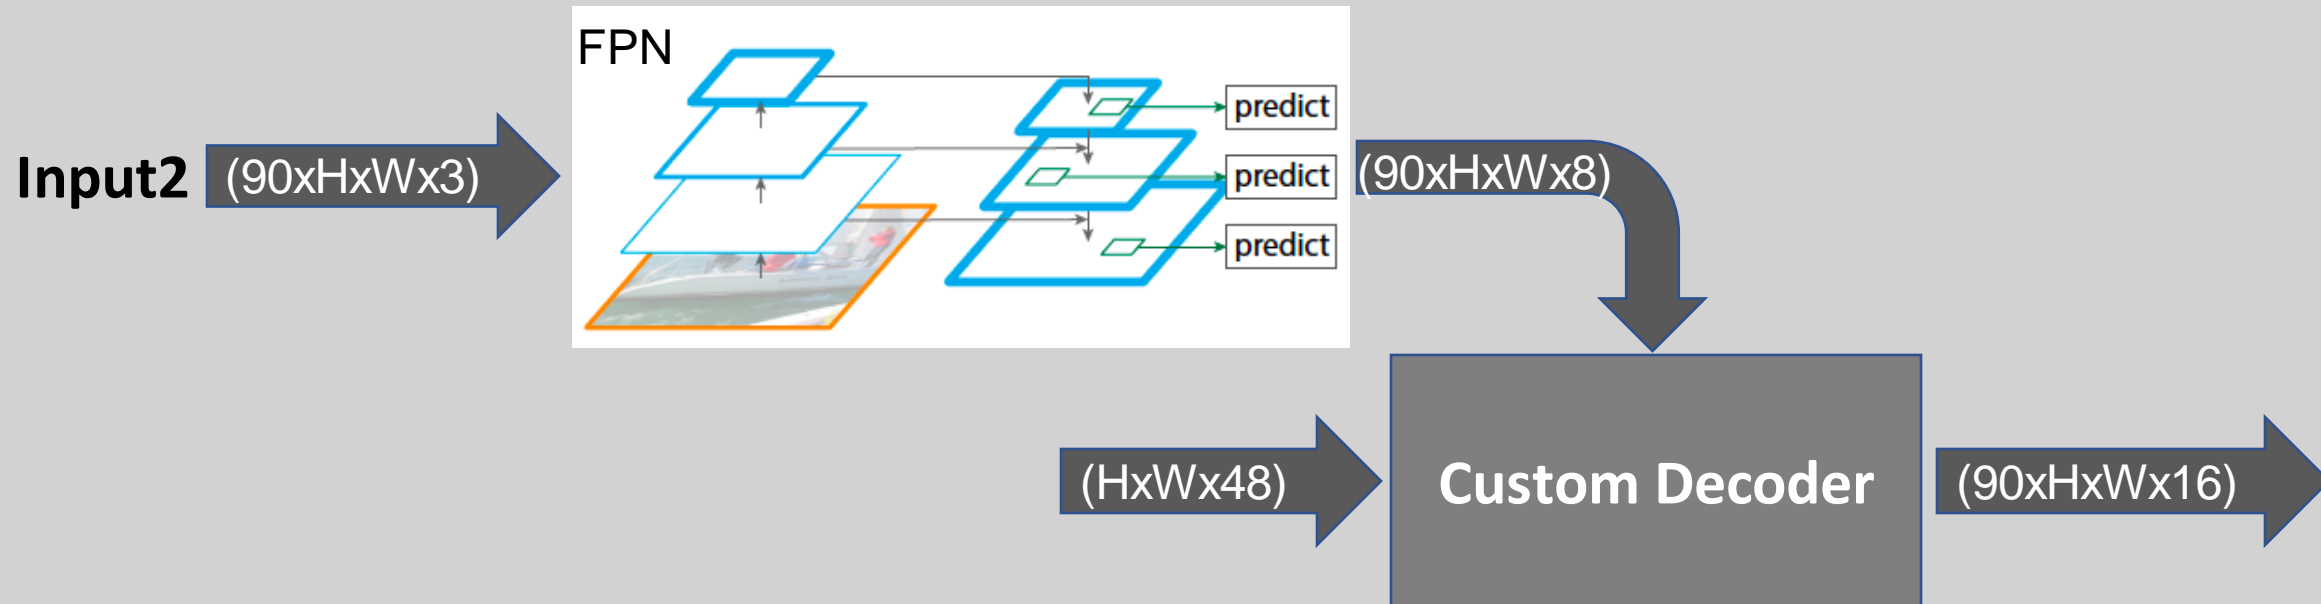 FPN
predict
Input2
(90xHxWx3)
predict
(90xHxWx8)
predict
(HxWx48)
Custom Decoder
(90xHxWx16)